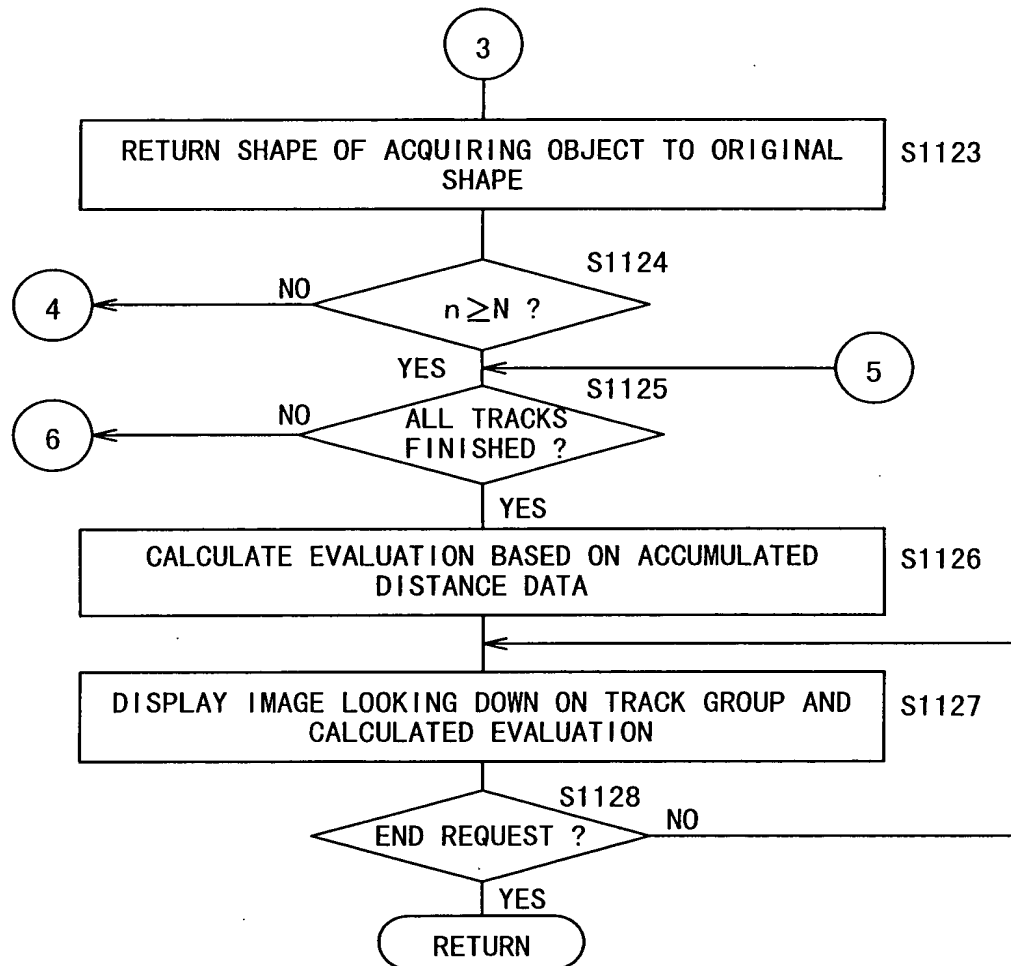 3
RETURN SHAPE OF ACQUIRING OBJECT TO ORIGINAL
SHAPE
S1123
S1124
4
NO
n≥N ?
YES
5
S1125
6
NO
ALL TRACKS
FINISHED ?
YES
CALCULATE EVALUATION BASED ON ACCUMULATED
DISTANCE DATA
S1126
DISPLAY IMAGE LOOKING DOWN ON TRACK GROUP AND
CALCULATED EVALUATION
S1127
S1128
END REQUEST ?
NO
YES
RETURN